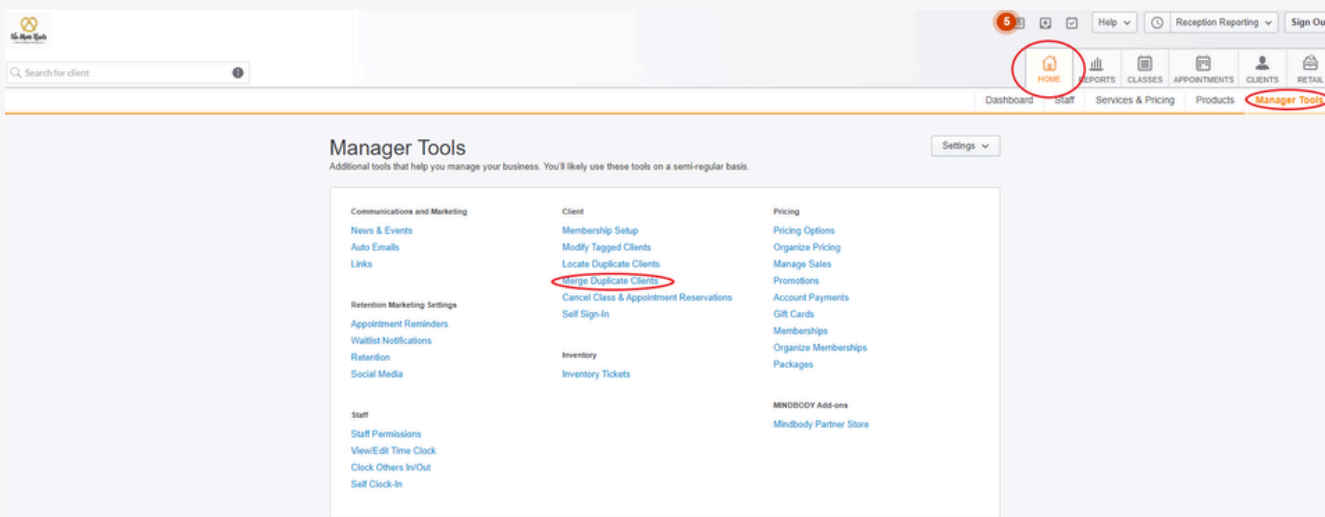 5
Help
Reception Reporting
Sign Ou
Search for client
HOME
REPORTS
CLASSES
APPOINTMENTS
CLIENTS
RETAIL
Dashboard
Staff
Services & Pricing
Products
Manager Tools
Manager Tools
Settings
Additional tools that help you manage your business. You'll likely use these tools on a semi-regular basis.
Communications and Marketing
News & Events
Auto Emails
Links
Retention Marketing Settings
Appointment Reminders
Waitlist Notifications
Retention
Social Media
Staff
Staff Permissions
View/Edit Time Clock
Clock Others In/Out
Self Clock-In
Client
Membership Setup
Modify Tagged Clients
Locate Duplicate Clients
Merge Duplicate Clients
Cancel Class & Appointment Reservations
Self Sign-In
Inventory
Inventory Tickets
Pricing
Pricing Options
Organize Pricing
Manage Sales
Promotions
Account Payments
Gift Cards
Memberships
Organize Memberships
Packages
MINDBODY Add-ons
Mindbody Partner Store